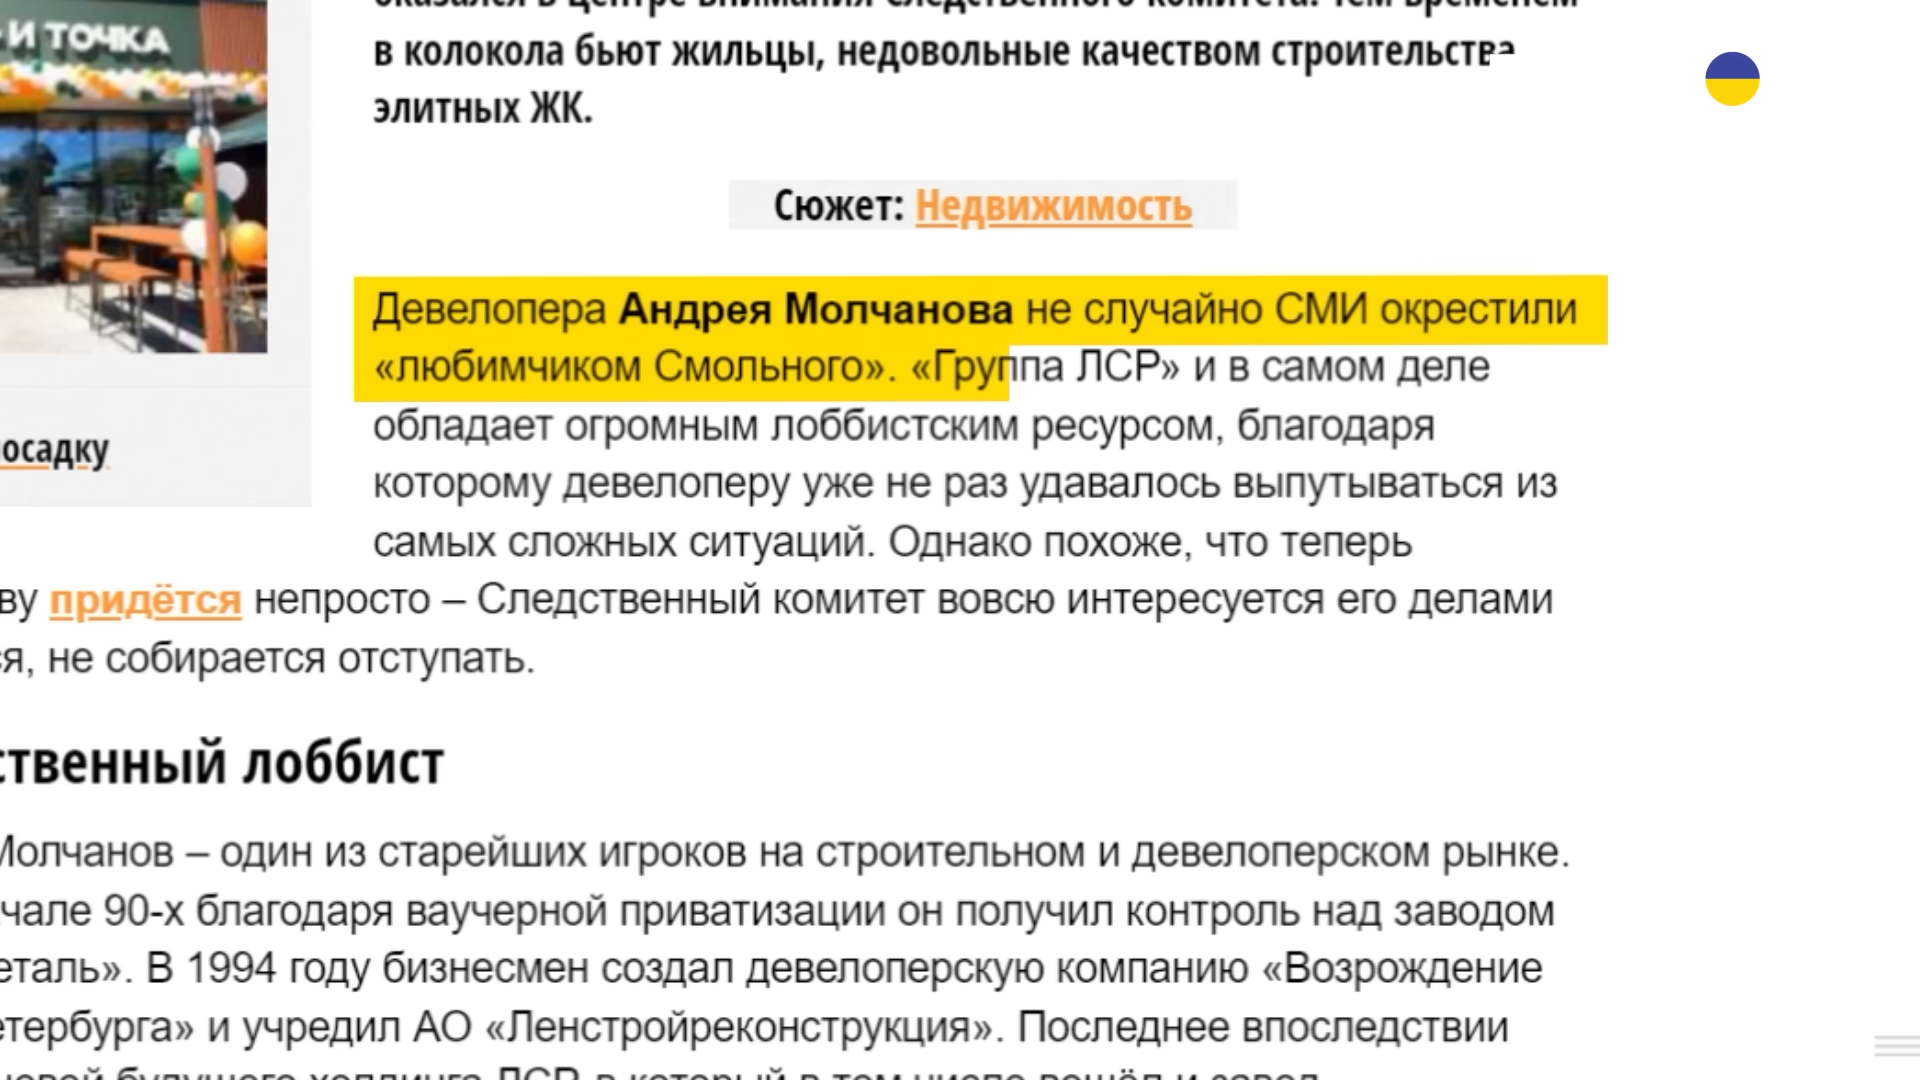 И ТОЧКА
в колокола бьют жильцы, недовольные качеством строительства
элитных ЖК.
Сюжет: Недвижимость
Девелопера Андрея Молчанова не случайно СМИ окрестили
«любимчиком Смольного». «Группа ЛСР» и в самом деле
обладает огромным лоббистским ресурсом, благодаря
осадку
которому девелоперу уже не раз удавалось выпутываться из
самых сложных ситуаций. Однако похоже, что теперь
ву придётся непросто – Следственный комитет вовсю интересуется его делами
ся, не собирается отступать.
ственный лоббист
Молчанов – один из старейших игроков на строительном и девелоперском рынке.
чале 90-х благодаря ваучерной приватизации он получил контроль над заводом
еталь». В 1994 году бизнесмен создал девелоперскую компанию «Возрождение
етербурга» и учредил АО «Ленстройреконструкция». Последнее впоследствии